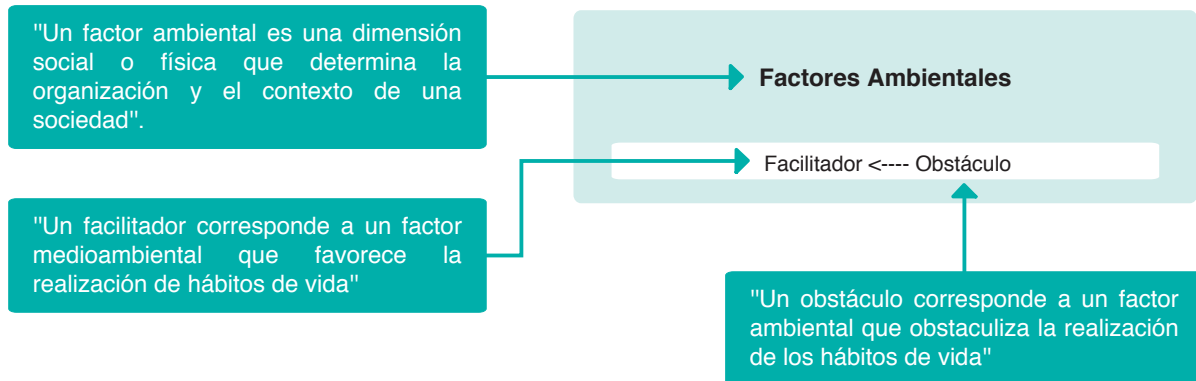 "Un factor ambiental es una dimensión
social o física que determina la
organización y el contexto de una
sociedad".
Factores Ambientales
Facilitador <---- Obstáculo
"Un facilitador corresponde a un factor
medioambiental que favorece la
realización de hábitos de vida"
"Un obstáculo corresponde a un factor
ambiental que obstaculiza la realización
de los hábitos de vida"